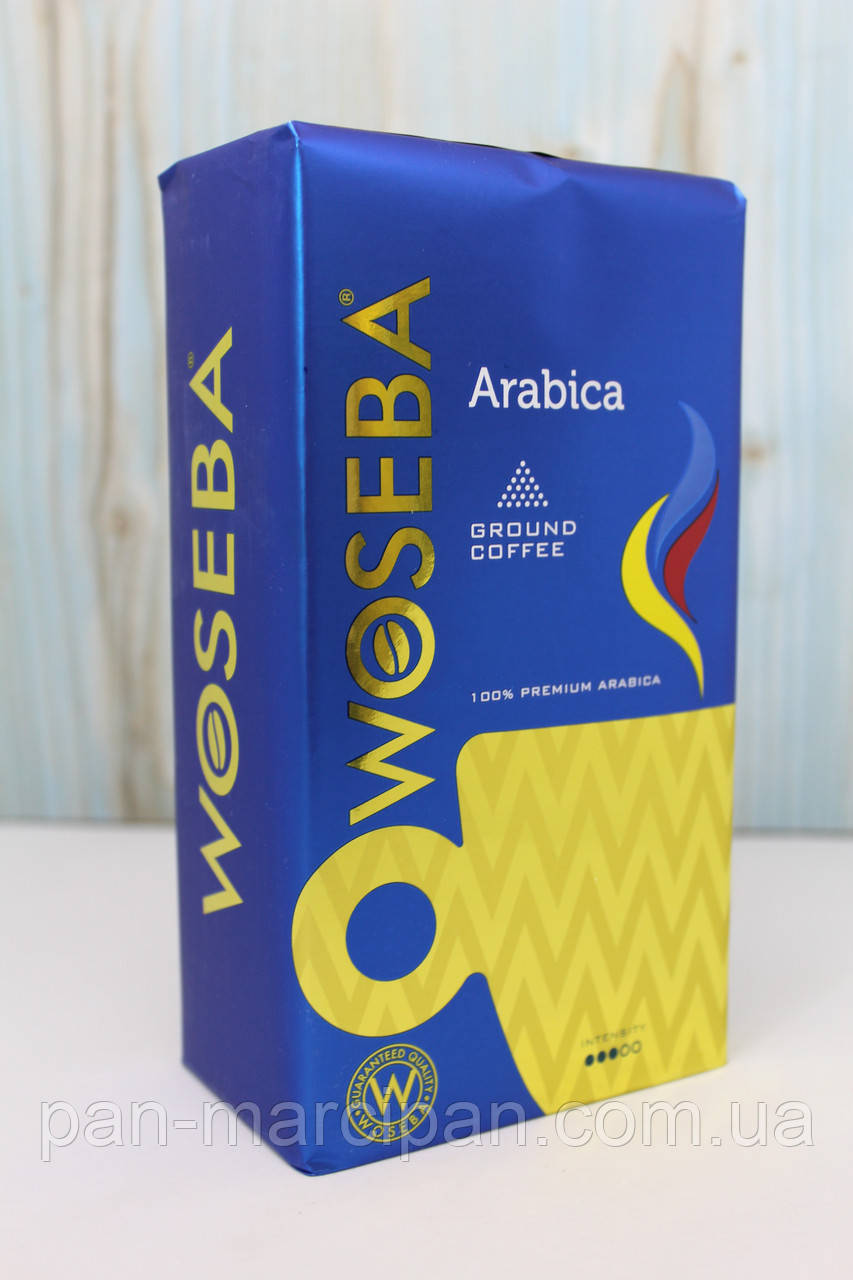 WOSEBA®
WOSEBA®
Arabica
GROUND
COFFEE
100% PREMIUM ARABICA
INTENSITY
GUARANTEED QUALITY
W
WOSEBA
pan-marcipan.com.ua